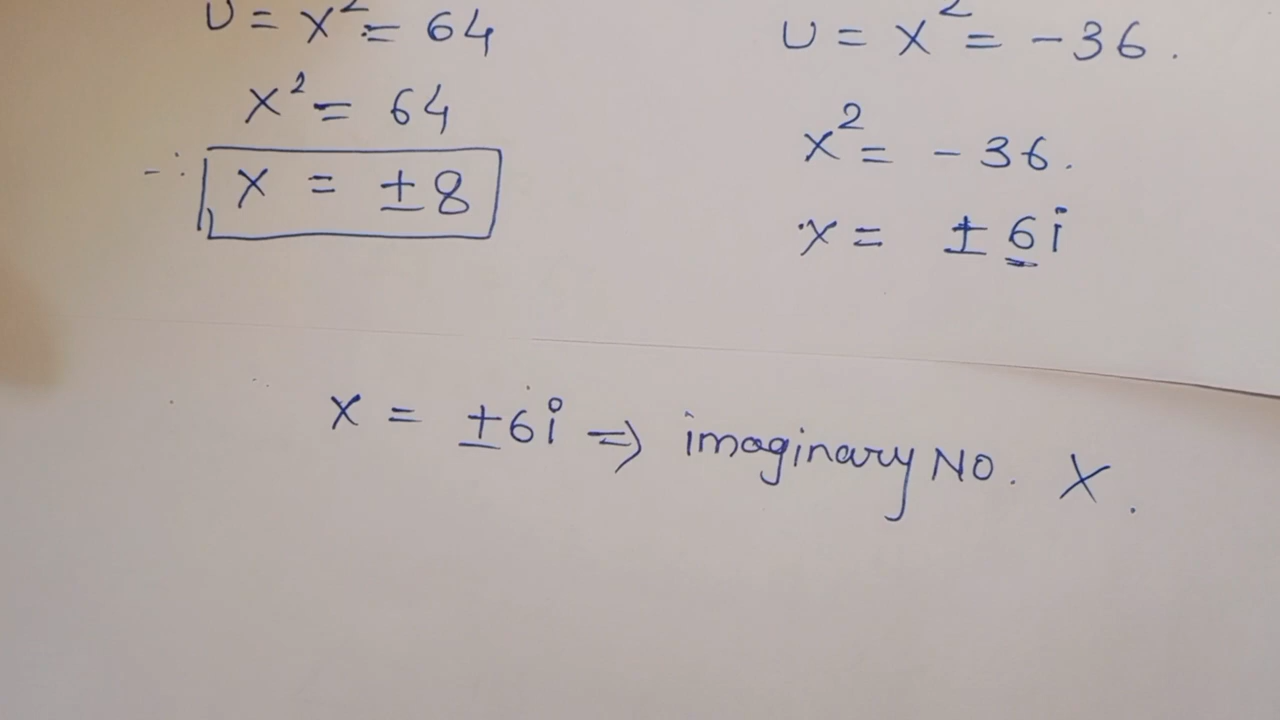 U = x² = 64
x² = 64
∴ x = ±8
U = x² = -36.
x² = -36.
x = ±6i
x = ±6i ⇒ imaginary NO. X.